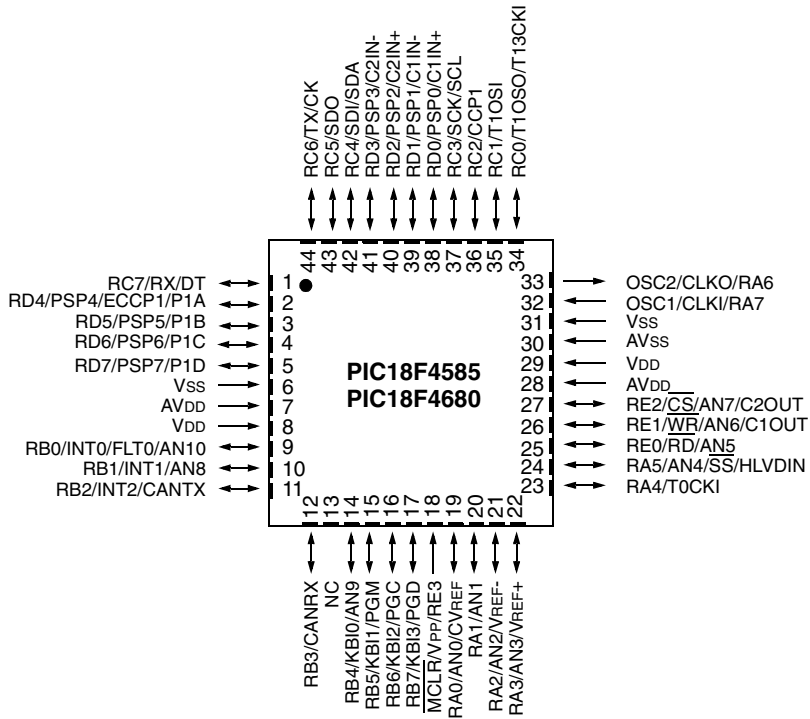 RC6/TX/CK
RC5/SDO
RC4/SDI/SDA
RD3/PSP3/C2IN-
RD2/PSP2/C2IN+
RD1/PSP1/C1IN-
RD0/PSP0/C1IN+
RC3/SCK/SCL
RC2/CCP1
RC1/T1OSI
RC0/T1OSO/T13CKI
44
43
42
41
40
39
38
37
36
35
34
RC7/RX/DT 1
RD4/PSP4/ECCP1/P1A 2
RD5/PSP5/P1B 3
RD6/PSP6/P1C 4
RD7/PSP7/P1D 5
VSS 6
AVDD 7
VDD 8
RB0/INT0/FLT0/AN10 9
RB1/INT1/AN8 10
RB2/INT2/CANTX 11
PIC18F4585
PIC18F4680
33 OSC2/CLKO/RA6
32 OSC1/CLKI/RA7
31 VSS
30 AVSS
29 VDD
28 AVDD
27 RE2/CS/AN7/C2OUT
26 RE1/WR/AN6/C1OUT
25 RE0/RD/AN5
24 RA5/AN4/SS/HLVDIN
23 RA4/T0CKI
12
13
14
15
16
17
18
19
20
21
22
RB3/CANRX
NC
RB4/KBI0/AN9
RB5/KBI1/PGM
RB6/KBI2/PGC
RB7/KBI3/PGD
MCLR/VPP/RE3
RA0/AN0/CVREF
RA1/AN1
RA2/AN2/VREF-
RA3/AN3/VREF+